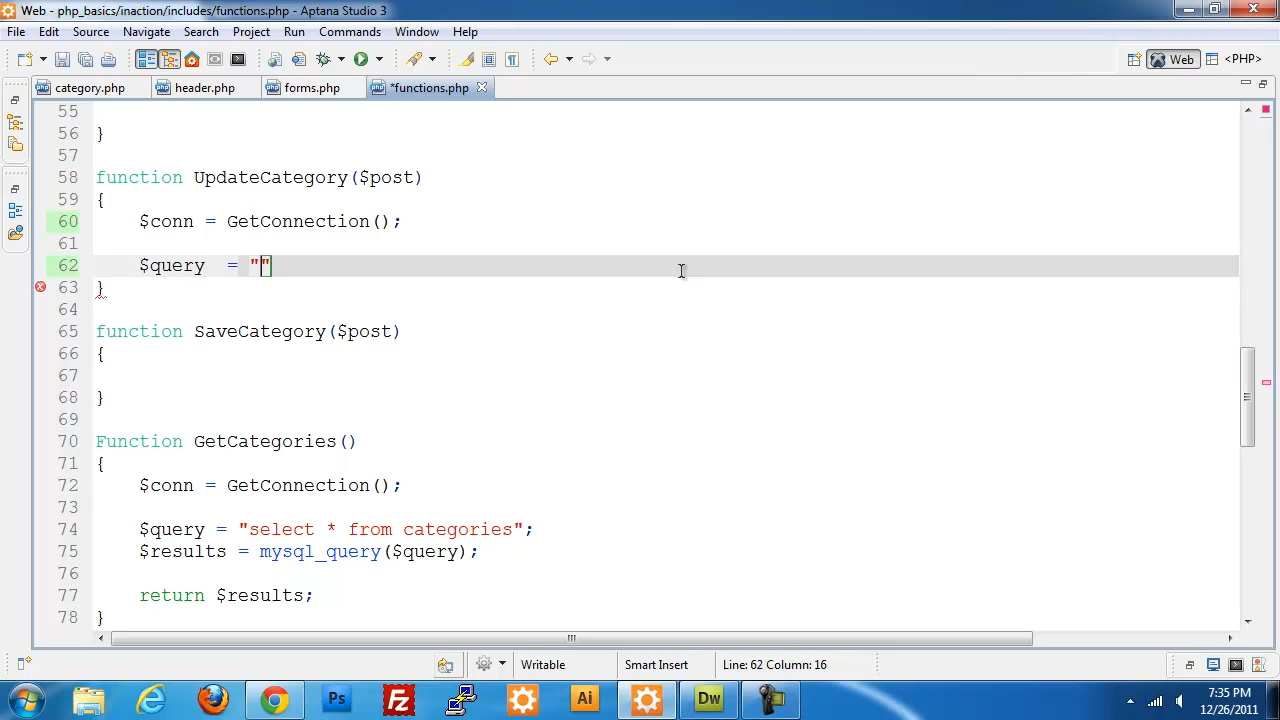 Web - php_basics/inaction/includes/functions.php - Aptana Studio 3
File Edit Source Navigate Search Project Run Commands Window Help
Web <PHP>
category.php header.php forms.php *functions.php
55
56 }
57
58 function UpdateCategory($post)
59 {
60 $conn = GetConnection();
61
62 $query  = ""
63 }
64
65 function SaveCategory($post)
66 {
67
68 }
69
70 Function GetCategories()
71 {
72 $conn = GetConnection();
73
74 $query = "select * from categories";
75 $results = mysql_query($query);
76
77 return $results;
78 }
Writable Smart Insert Line: 62 Column: 16
Ps Fz Ai Dw
7:35 PM
12/26/2011